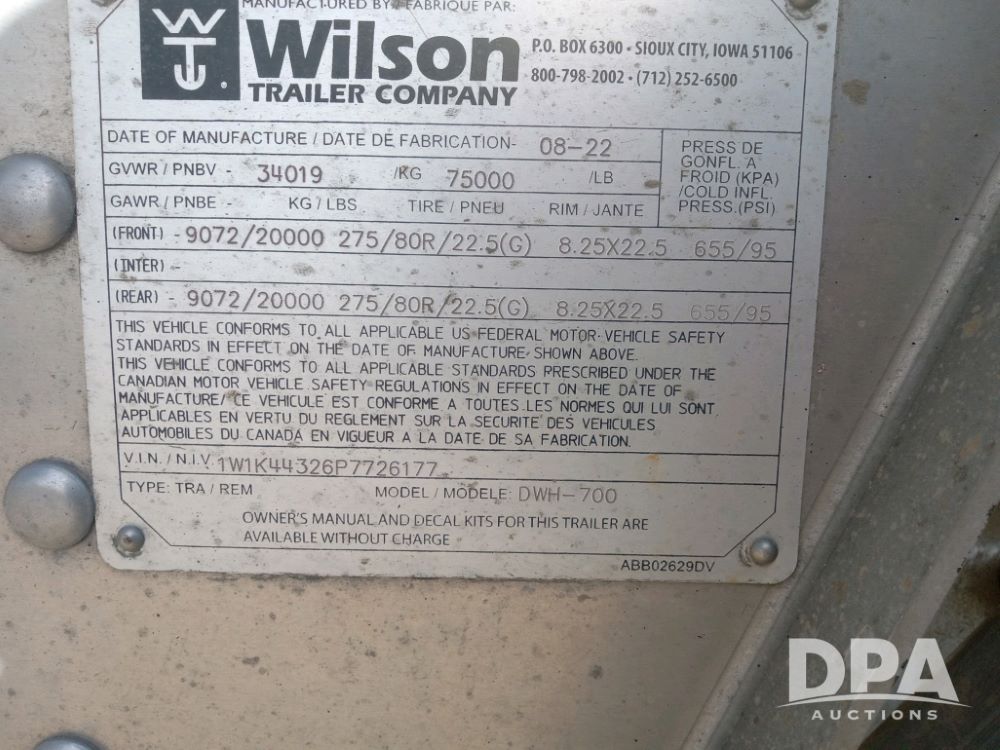 MANUFACTURED BY / FABRIQUE PAR:
WT
Wilson
TRAILER COMPANY
P.O. BOX 6300 • SIOUX CITY, IOWA 51106
800-798-2002 • (712) 252-6500
DATE OF MANUFACTURE / DATE DE FABRICATION- 08-22
GVWR / PNBV - 34019 /KG 75000 /LB
PRESS DE
GONFL. A
FROID (KPA)
/COLD INFL.
PRESS.(PSI)
GAWR / PNBE - KG / LBS TIRE / PNEU RIM / JANTE
(FRONT) - 9072/20000 275/80R/22.5(G) 8.25X22.5 655/95
(INTER) -
(REAR) - 9072/20000 275/80R/22.5(G) 8.25X22.5 655/95
THIS VEHICLE CONFORMS TO ALL APPLICABLE US FEDERAL MOTOR VEHICLE SAFETY
STANDARDS IN EFFECT ON THE DATE OF MANUFACTURE SHOWN ABOVE.
THIS VEHICLE CONFORMS TO ALL APPLICABLE STANDARDS PRESCRIBED UNDER THE
CANADIAN MOTOR VEHICLE SAFETY REGULATIONS IN EFFECT ON THE DATE OF
MANUFACTURE/ CE VEHICULE EST CONFORME A TOUTES LES NORMES QUI LUI SONT
APPLICABLES EN VERTU DU REGLEMENT SUR LA SECURITE DES VEHICULES
AUTOMOBILES DU CANADA EN VIGUEUR A LA DATE DE SA FABRICATION.
V.I.N. / N.I.V. 1W1K44326P7726177
TYPE: TRA / REM MODEL / MODÈLE: DWH-700
OWNER'S MANUAL AND DECAL KITS FOR THIS TRAILER ARE
AVAILABLE WITHOUT CHARGE
ABB02629DV
DPA
AUCTIONS